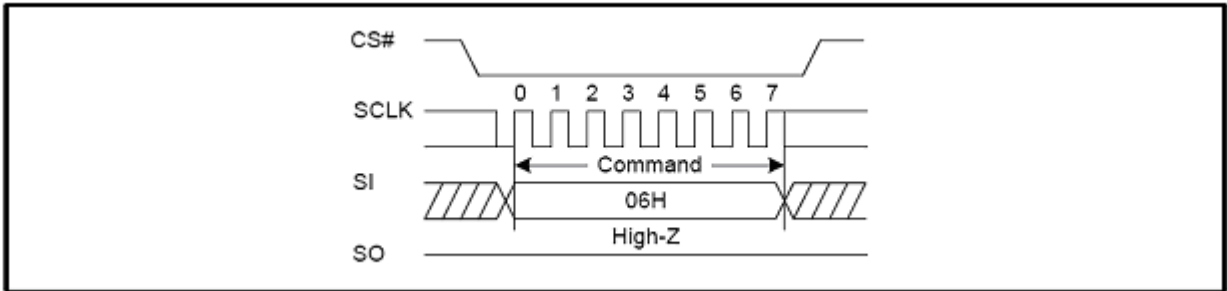 CS#
0 1 2 3 4 5 6 7
SCLK
Command
SI
06H
High-Z
SO